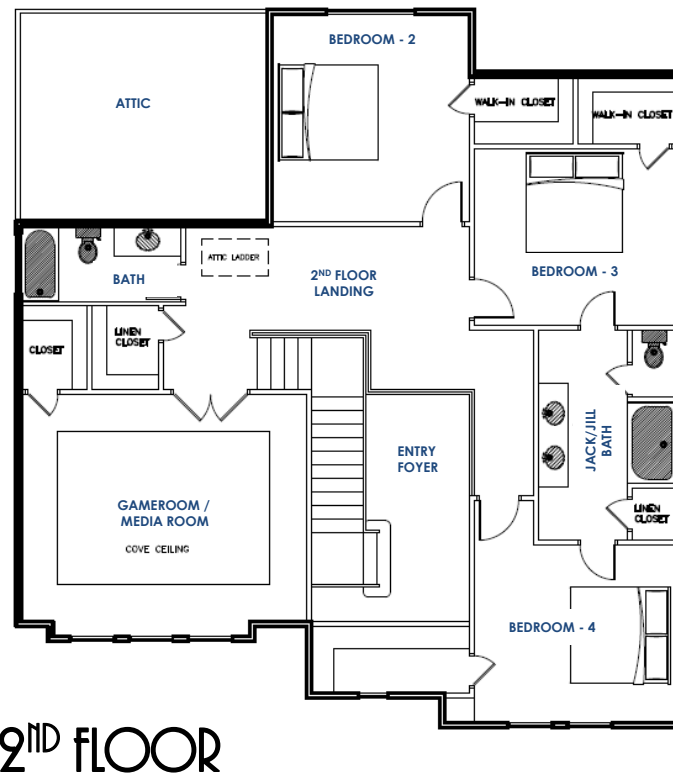 BEDROOM - 2
ATTIC
WALK-IN CLOSET
WALK-IN CLOSET
ATTIC LADDER
BATH
2ND FLOOR
LANDING
BEDROOM - 3
LINEN
CLOSET
CLOSET
JACK/JILL
BATH
ENTRY
FOYER
GAMEROOM /
MEDIA ROOM
COVE CEILING
LINEN
CLOSET
BEDROOM - 4
2ND FLOOR